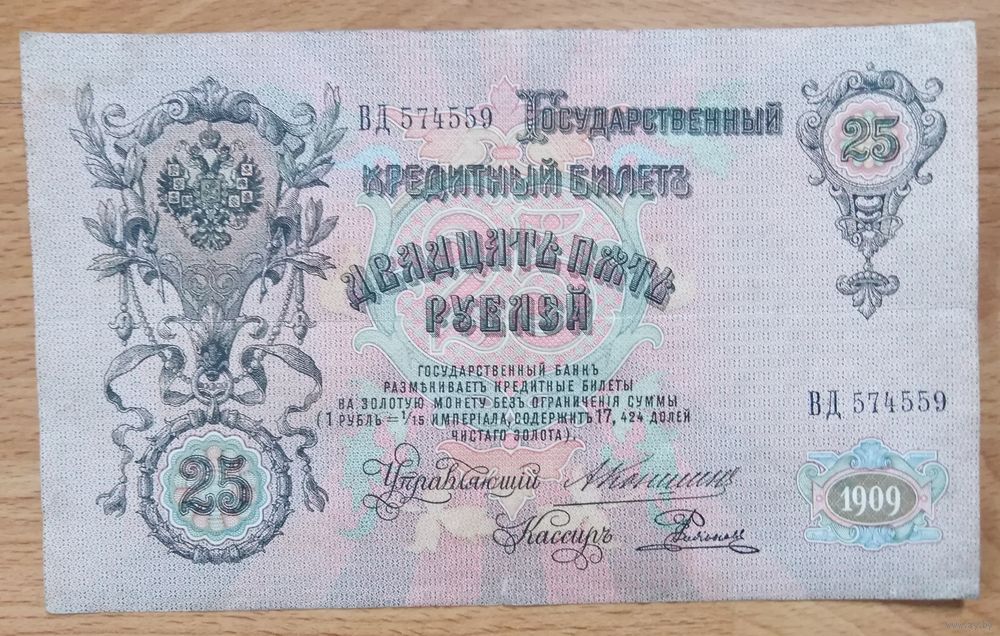 ВД 574559 Государственный
25
Кредитный Билетъ
Двадцать пять
рублей
ГОСУДАРСТВЕННЫЙ БАНКЪ
РАЗМѢНИВАЕТЪ КРЕДИТНЫЕ БИЛЕТЫ
НА ЗОЛОТУЮ МОНЕТУ БЕЗЪ ОГРАНИЧЕНІЯ СУММЫ
(1 РУБЛЬ = 1/15 ИМПЕРІАЛА, СОДЕРЖИТЪ 17, 424 ДОЛЕЙ
ЧИСТАГО ЗОЛОТА).
ВД 574559
25
25
Управляющій
Кассиръ
1909